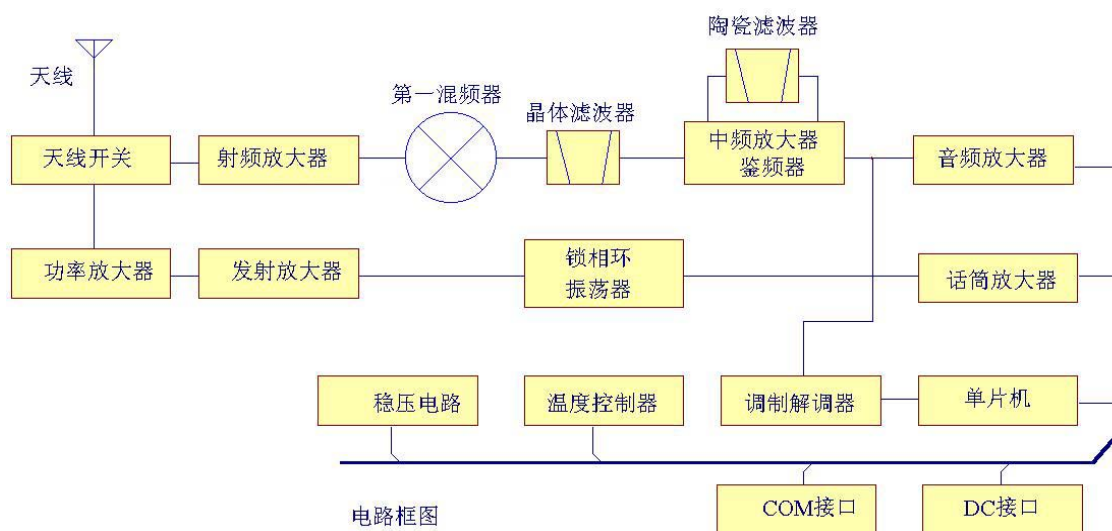 陶瓷滤波器
天线
第一混频器
晶体滤波器
天线开关
射频放大器
中频放大器
鉴频器
音频放大器
功率放大器
发射放大器
锁相环
振荡器
话筒放大器
稳压电路
温度控制器
调制解调器
单片机
电路框图
COM接口
DC接口